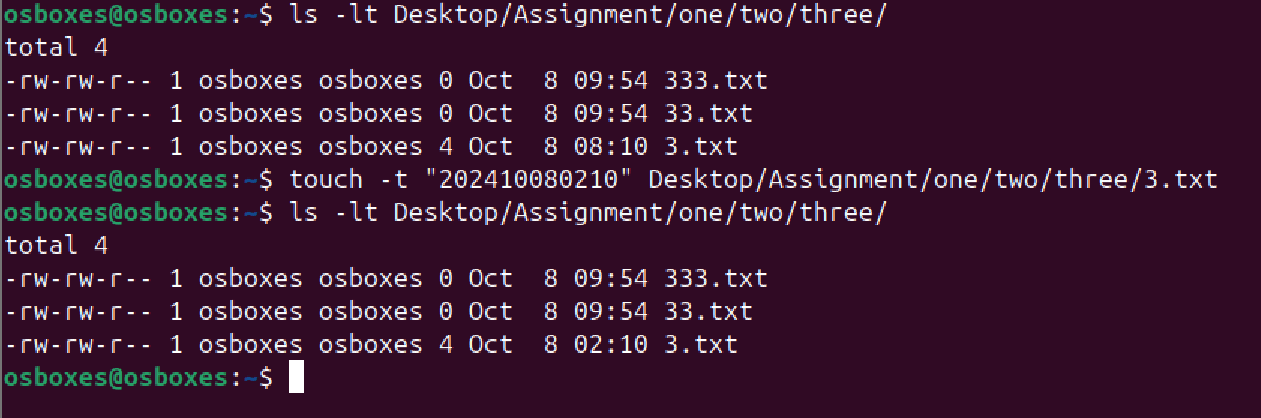 osboxes@osboxes:~$ ls -lt Desktop/Assignment/one/two/three/
total 4
-rw-rw-r-- 1 osboxes osboxes 0 Oct  8 09:54 333.txt
-rw-rw-r-- 1 osboxes osboxes 0 Oct  8 09:54 33.txt
-rw-rw-r-- 1 osboxes osboxes 4 Oct  8 08:10 3.txt
osboxes@osboxes:~$ touch -t "202410080210" Desktop/Assignment/one/two/three/3.txt
osboxes@osboxes:~$ ls -lt Desktop/Assignment/one/two/three/
total 4
-rw-rw-r-- 1 osboxes osboxes 0 Oct  8 09:54 333.txt
-rw-rw-r-- 1 osboxes osboxes 0 Oct  8 09:54 33.txt
-rw-rw-r-- 1 osboxes osboxes 4 Oct  8 02:10 3.txt
osboxes@osboxes:~$